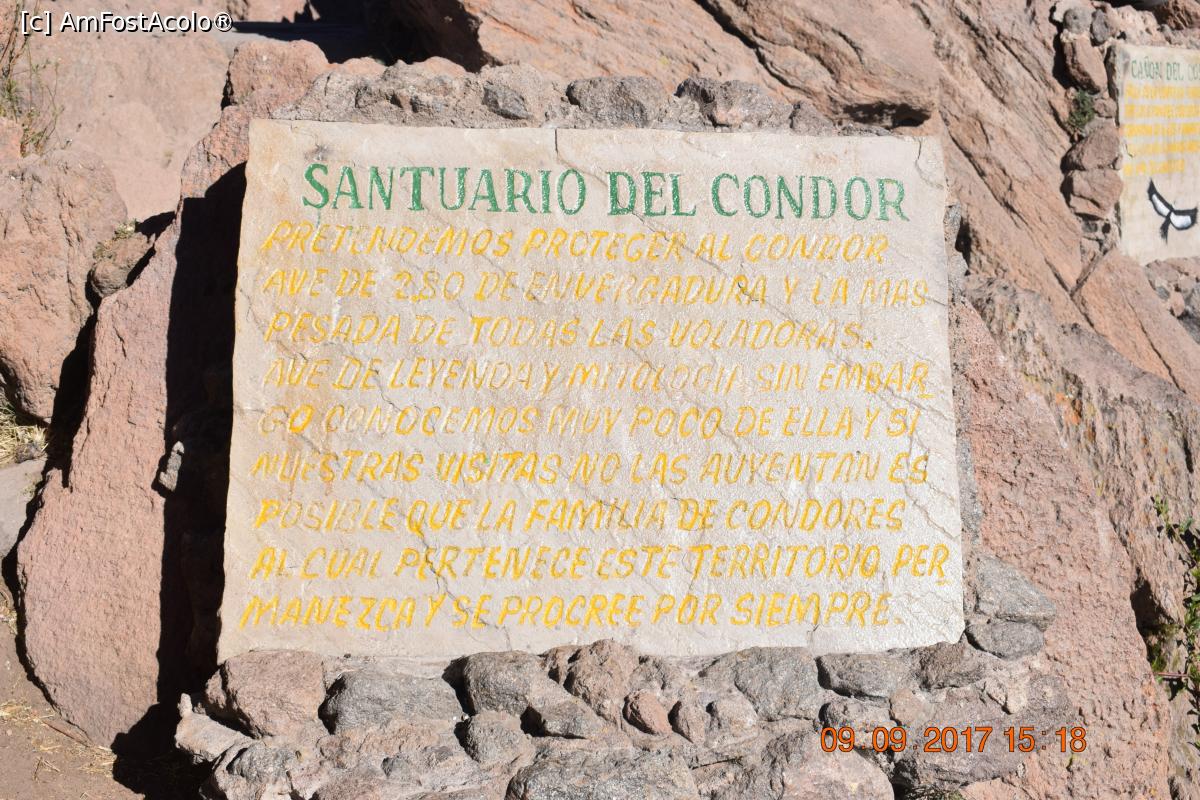 [c] AmFostAcolo®
SANTUARIO DEL CONDOR
PRETENDEMOS PROTEGER AL CONDOR
AVE DE 280 DE ENVERGADURA Y LA MAS
PESADA DE TODAS LAS VOLADORAS.
AVE DE LEYENDA Y MITOLOGIA SIN EMBAR
GO CONOCEMOS MUY POCO DE ELLA Y SI
NUESTRAS VISITAS NO LAS AUYENTAN ES
POSIBLE QUE LA FAMILIA DE CONDORES
AL CUAL PERTENECE ESTE TERRITORIO PER
MANEZCA Y SE PROCREE POR SIEMPRE.
CAÑON DEL
09 09 2017 15:18